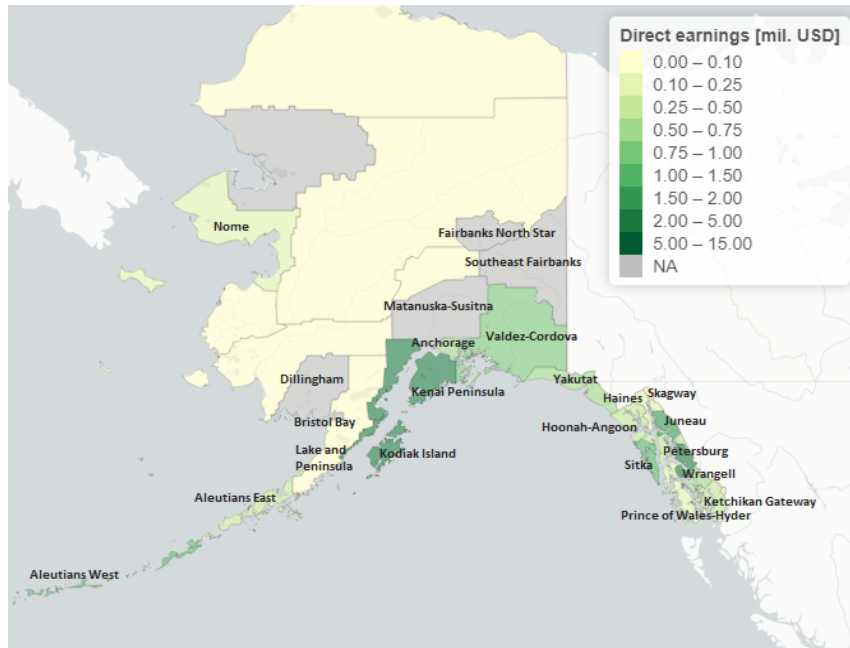 Direct earnings [mil. USD]
0.00 – 0.10
0.10 – 0.25
0.25 – 0.50
0.50 – 0.75
0.75 – 1.00
1.00 – 1.50
1.50 – 2.00
2.00 – 5.00
5.00 – 15.00
NA
Nome
Fairbanks North Star
Southeast Fairbanks
Matanuska-Susitna
Anchorage
Valdez-Cordova
Dillingham
Kenai Peninsula
Yakutat
Haines
Skagway
Bristol Bay
Hoonah-Angoon
Juneau
Lake and
Peninsula
Kodiak Island
Petersburg
Sitka
Wrangell
Aleutians East
Ketchikan Gateway
Prince of Wales-Hyder
Aleutians West